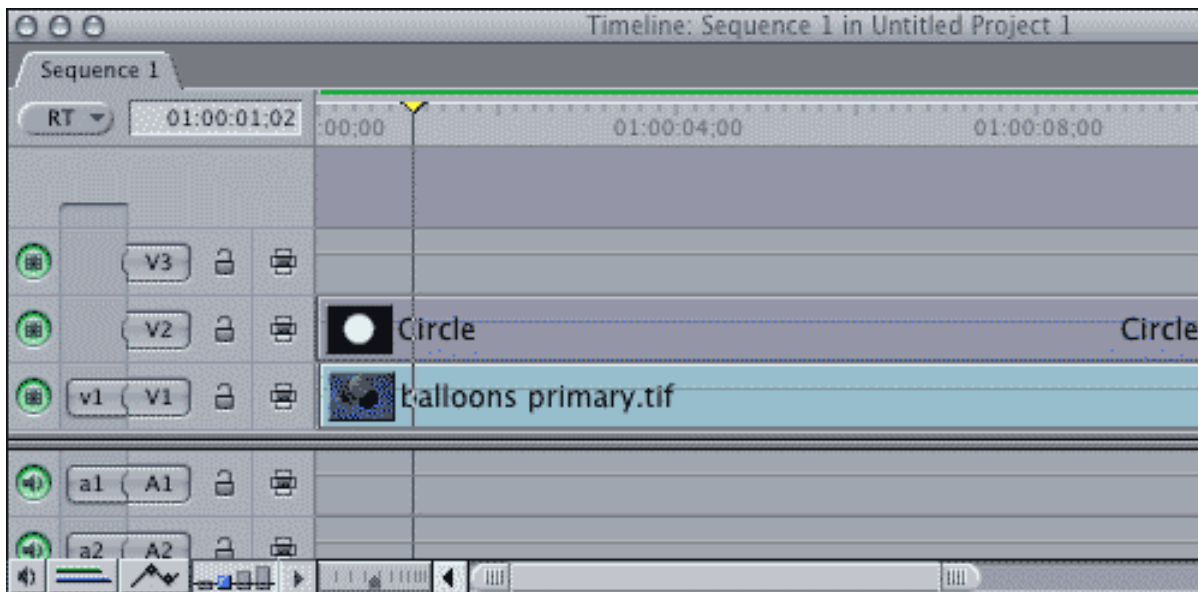 Timeline: Sequence 1 in Untitled Project 1
Sequence 1
RT 01:00:01;02 :00;00 01:00:04;00 01:00:08;00
V3
V2 Circle Circle
v1 V1 balloons primary.tif
a1 A1
a2 A2